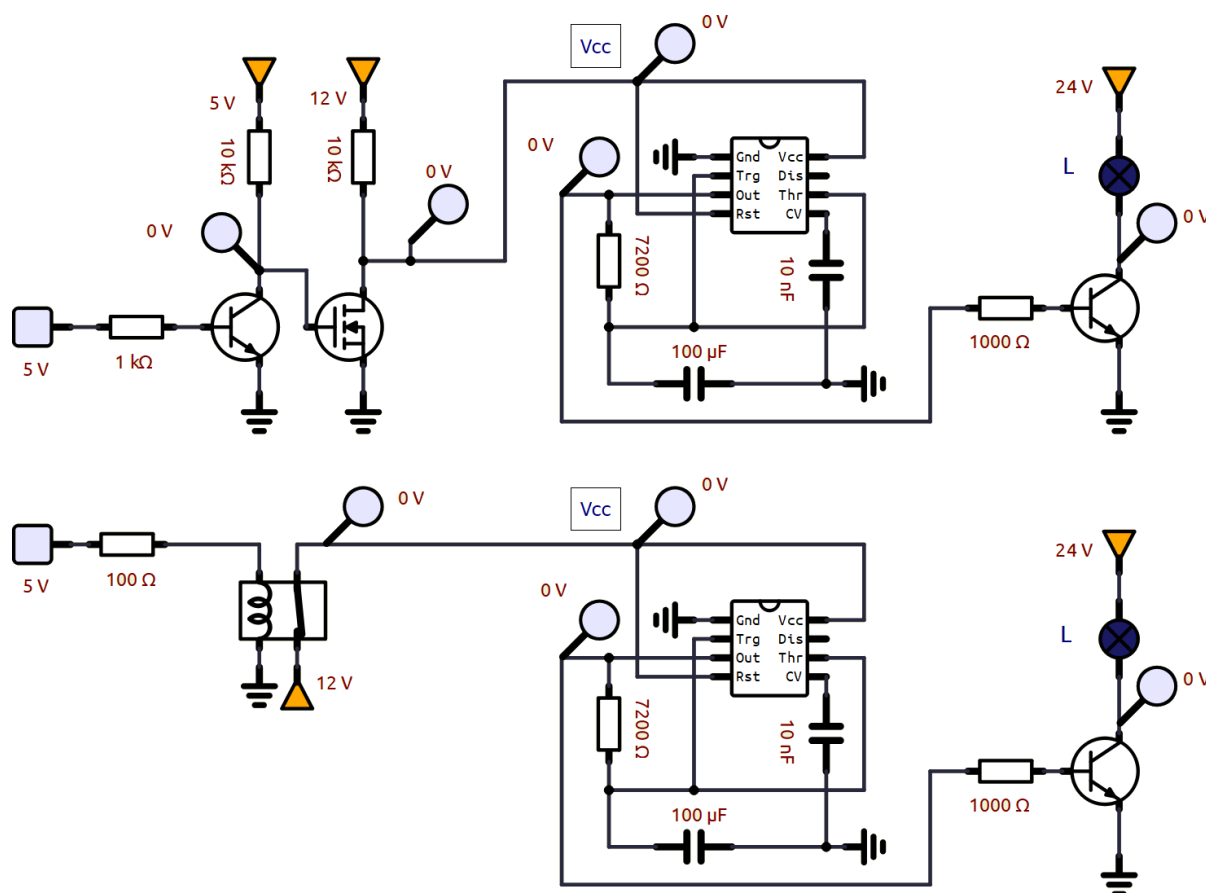 0 V
Vcc
5 V
12 V
24 V
10 kΩ
10 kΩ
0 V
0 V
0 V
Gnd Vcc
Trg Dis
Out Thr
Rst CV
L
0 V
7200 Ω
10 nF
5 V
1 kΩ
100 µF
1000 Ω
0 V
Vcc
0 V
24 V
5 V
100 Ω
0 V
Gnd Vcc
Trg Dis
Out Thr
Rst CV
L
0 V
12 V
7200 Ω
10 nF
100 µF
1000 Ω